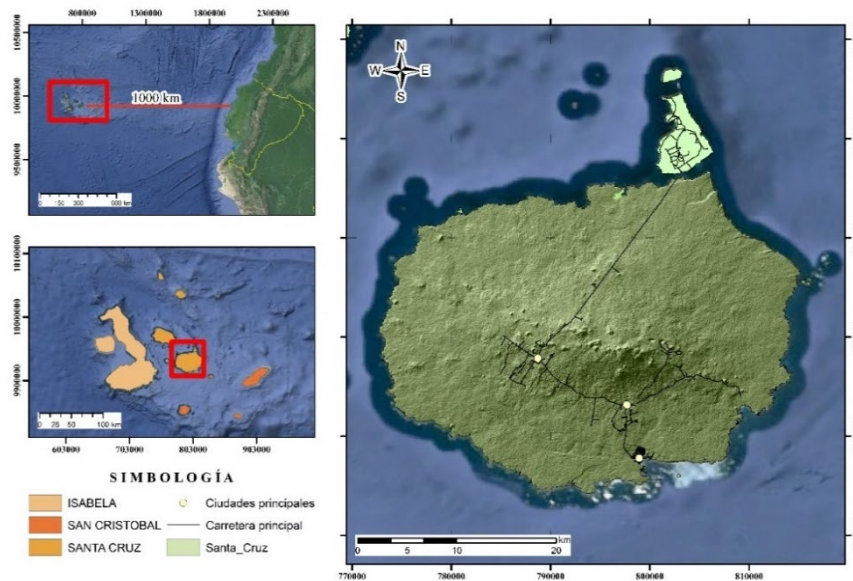 800000 1300000 1800000 2300000
10500000
10000000
9500000
1000 km
0 150 300 600 km
10100000
10000000
9900000
0 25 50 100 km
603000 703000 803000 903000
SIMBOLOGÍA
ISABELA
SAN CRISTOBAL
SANTA CRUZ
Ciudades principales
Carretera principal
Santa_Cruz
N
W E
S
km
0 5 10 20
770000 780000 790000 800000 810000